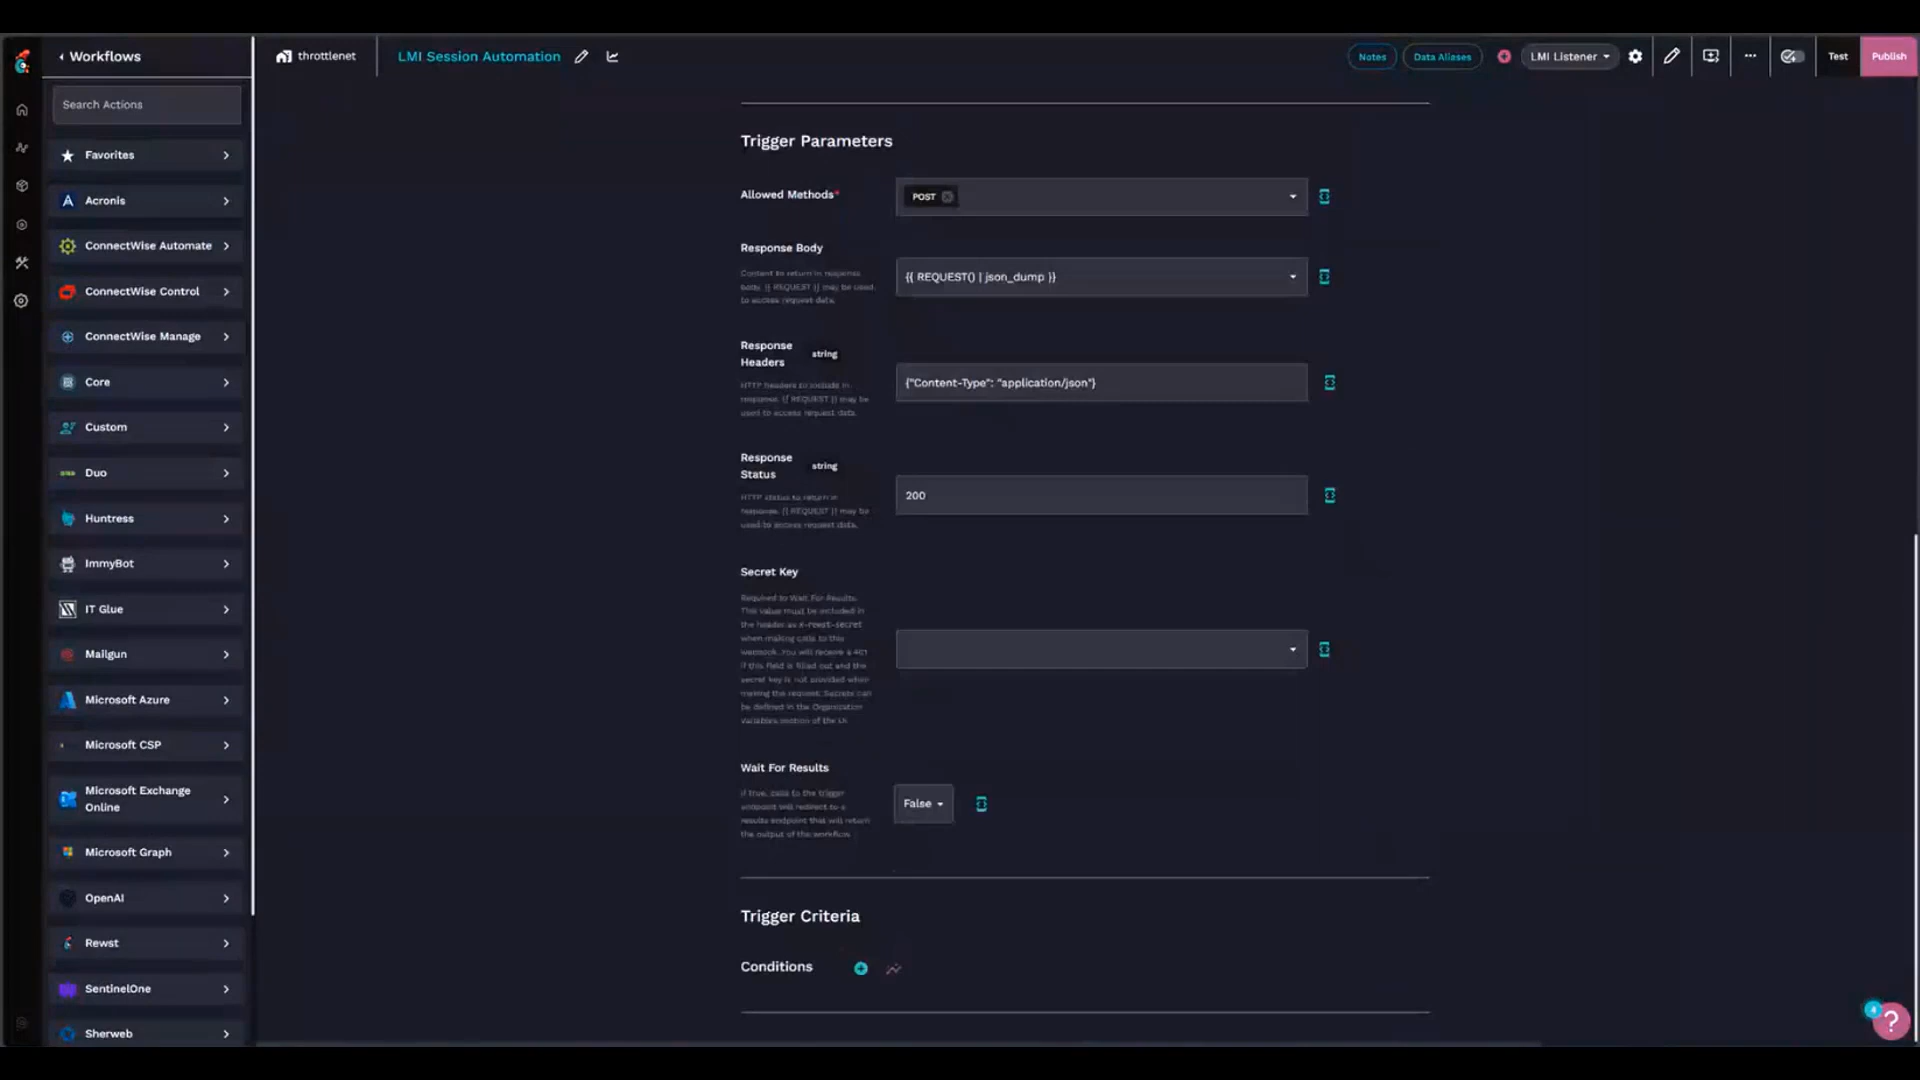 Workflows
throttlenet
LMI Session Automation
Notes
Data Aliases
LMI Listener
Test
Publish
Search Actions
Favorites
Acronis
ConnectWise Automate
ConnectWise Control
ConnectWise Manage
Core
Custom
Duo
Huntress
ImmyBot
IT Glue
Mailgun
Microsoft Azure
Microsoft CSP
Microsoft Exchange
Online
Microsoft Graph
OpenAI
Rewst
SentinelOne
Sherweb
Trigger Parameters
Allowed Methods*
POST
Response Body
Content to return in response
body. {{ REQUEST }} may be used
to access request data.
{{ REQUEST() | json_dump }}
Response
Headers
string
HTTP headers to include in
response. {{ REQUEST }} may be
used to access request data.
{"Content-Type": "application/json"}
Response
Status
string
HTTP status to return in
response. {{ REQUEST }} may be
used to access request data.
200
Secret Key
Required to Wait For Results.
This value must be included in
the header as x-rewst-secret
when making calls to this
webhook. You will receive a 401
if this field is filled out and the
secret key is not provided when
making the request. Secrets can
be defined in the Organization
Variables section of the UI.
Wait For Results
If True, calls to the trigger
endpoint will redirect to a
results endpoint that will return
the output of the workflow.
False
Trigger Criteria
Conditions
4
?